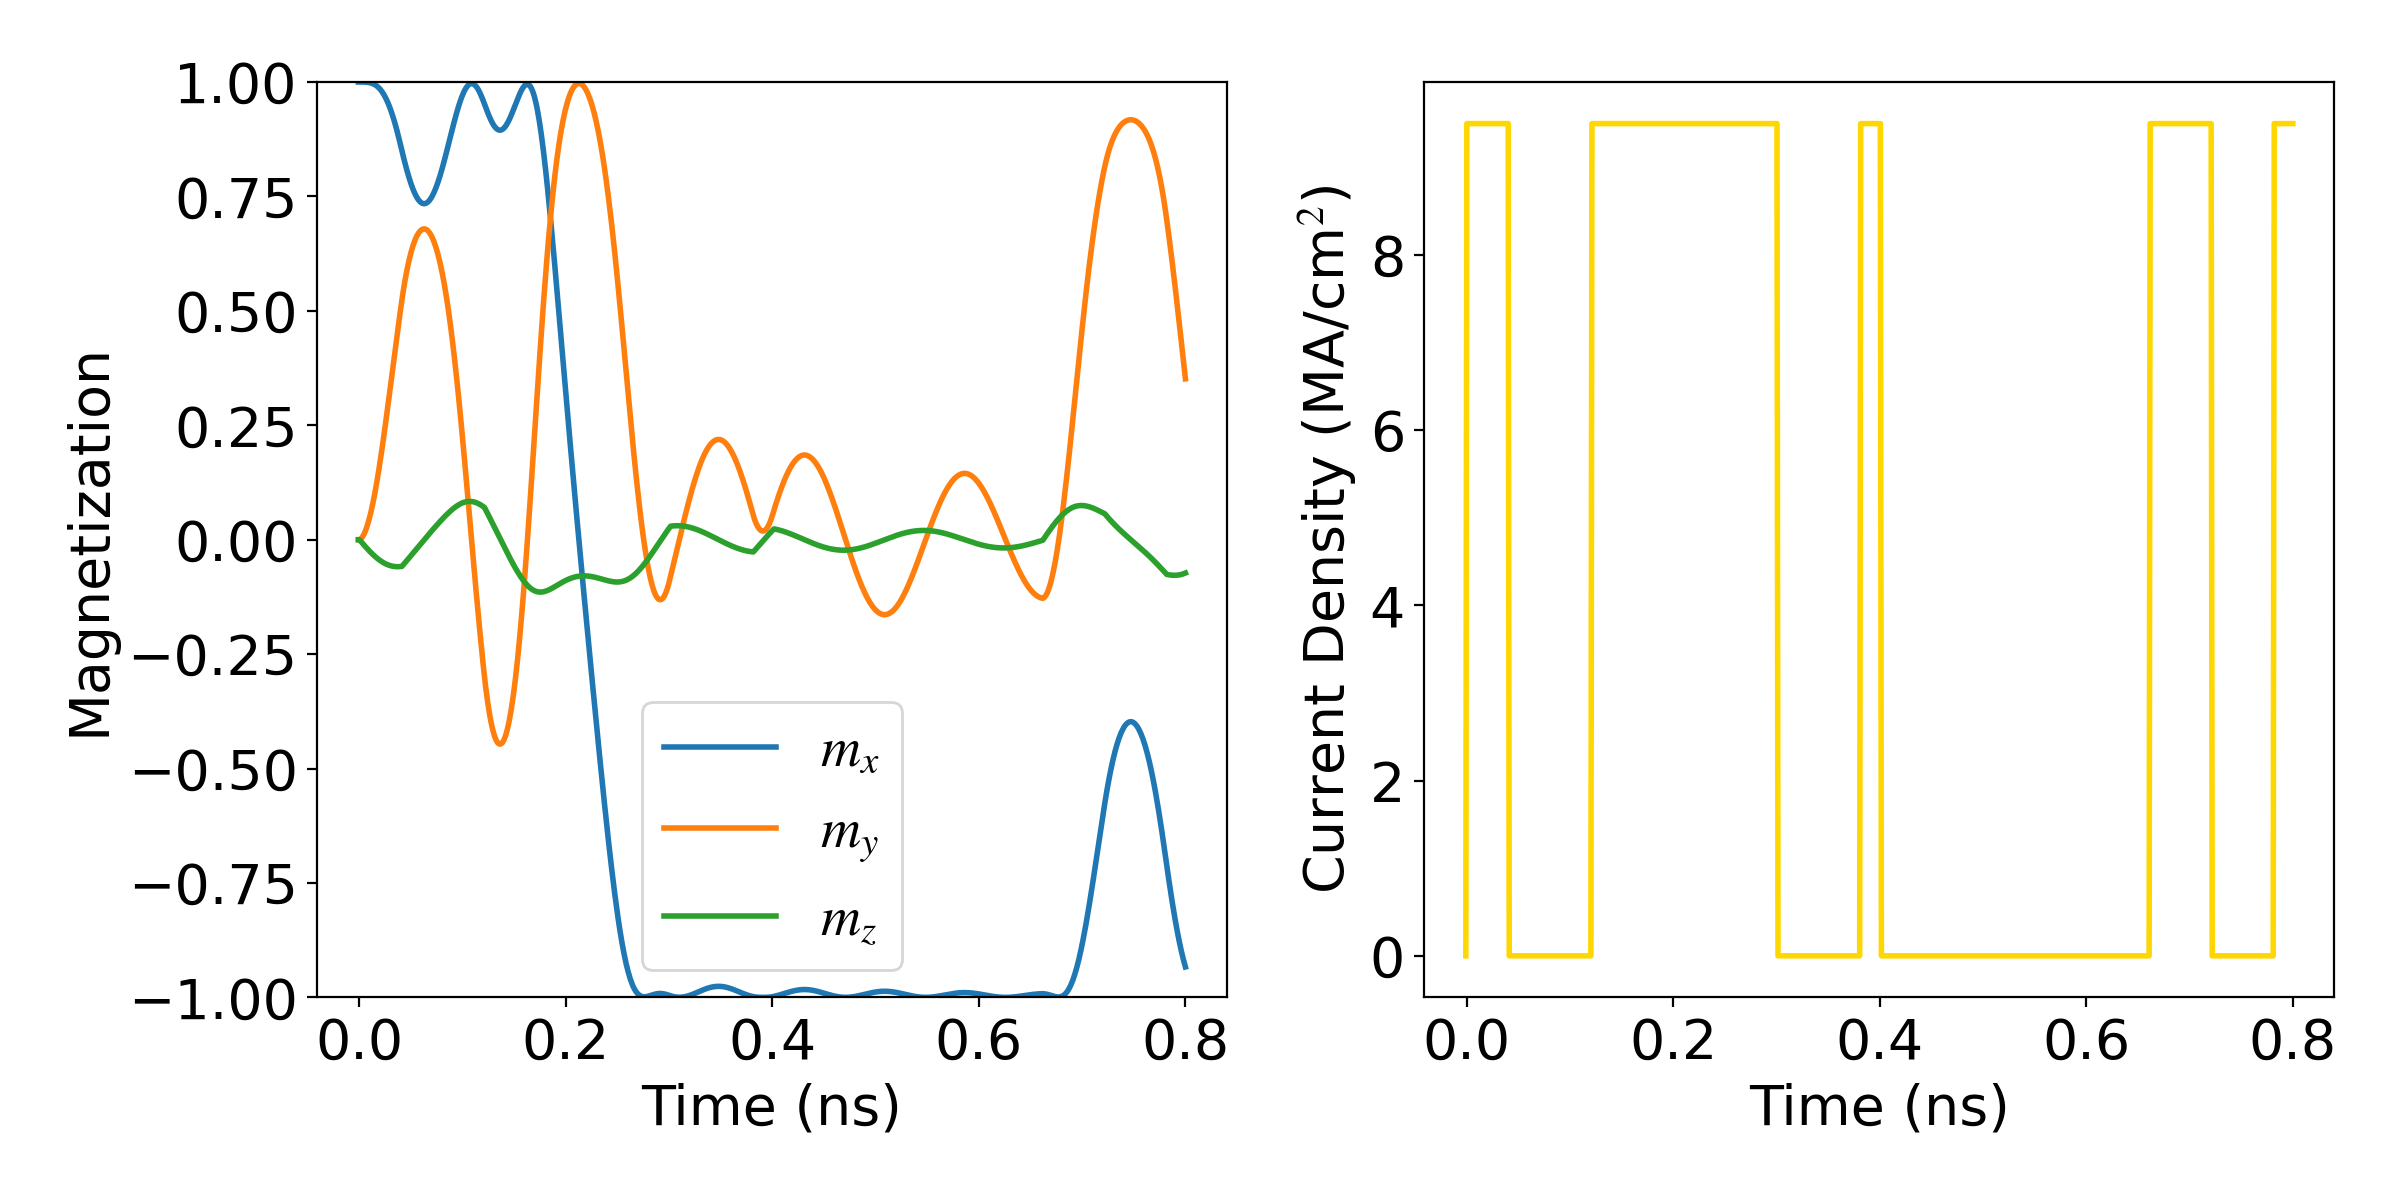 Magnetization
1.00
0.75
0.50
0.25
0.00
−0.25
−0.50
−0.75
−1.00
0.0 0.2 0.4 0.6 0.8
Time (ns)
m_x
m_y
m_z
Current Density (MA/cm²)
8
6
4
2
0
0.0 0.2 0.4 0.6 0.8
Time (ns)